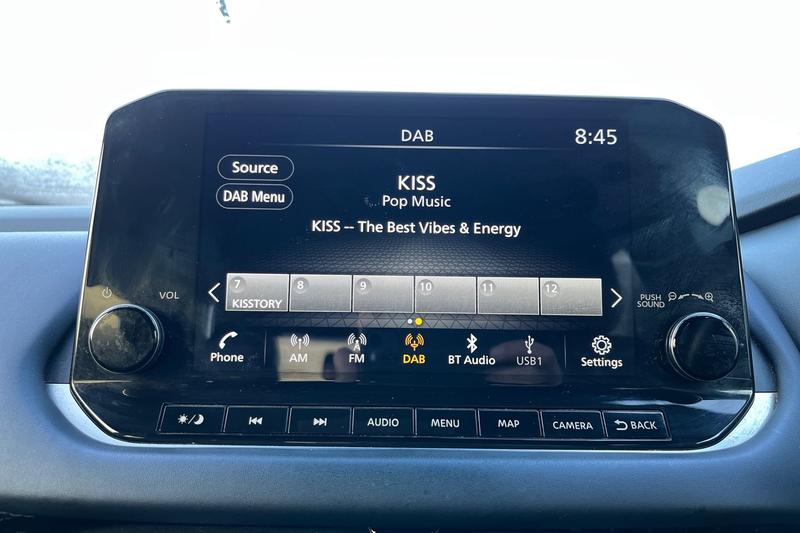 DAB 8:45
Source
DAB Menu
KISS
Pop Music
KISS -- The Best Vibes & Energy
7 8 9 10 11 12
KISSTORY
VOL
PUSH
SOUND
Phone AM FM DAB BT Audio USB1 Settings
AUDIO MENU MAP CAMERA BACK